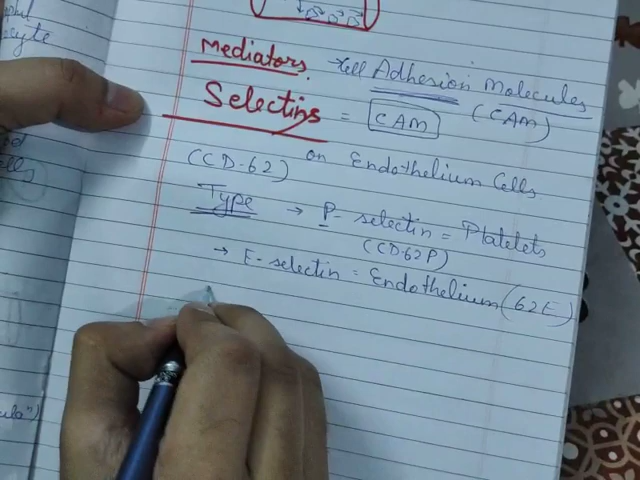 Mediators. Cell Adhesion Molecules
Selectins = CAM (CAM)
(CD-62) on Endothelium Cells
Type → P- selectin = Platelets
(CD62P)
→ E- selectin = Endothelium (62E)